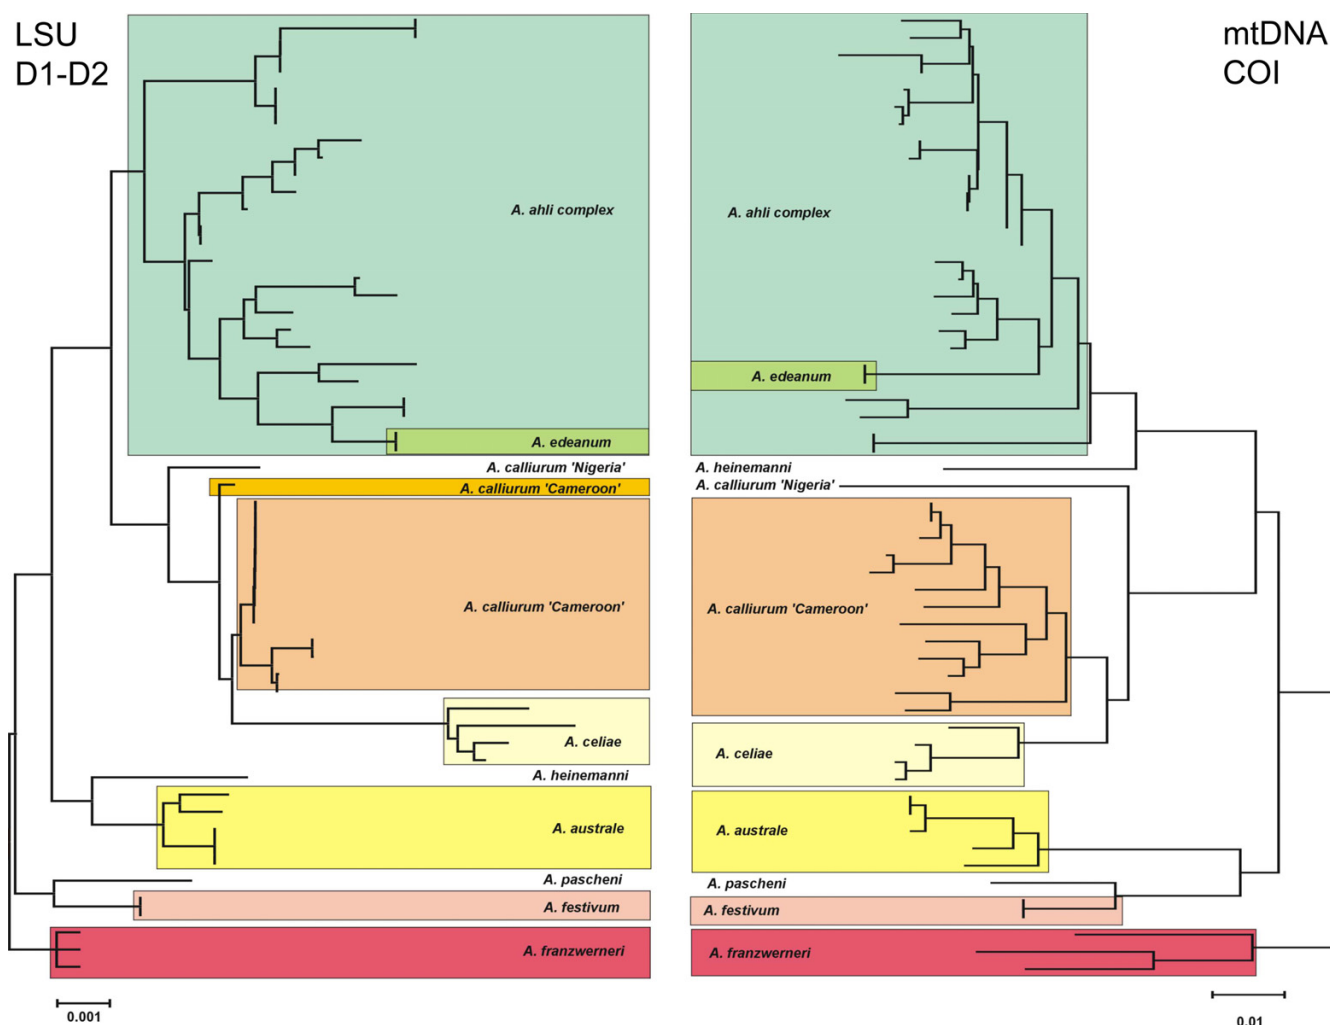 LSU
D1-D2
mtDNA
COI
A. ahli complex
A. edeanum
A. calliurum 'Nigeria'
A. calliurum 'Cameroon'
A. calliurum 'Cameroon'
A. celiae
A. heinemanni
A. australe
A. pascheni
A. festivum
A. franzwerneri
0.001
A. ahli complex
A. edeanum
A. heinemanni
A. calliurum 'Nigeria'
A. calliurum 'Cameroon'
A. celiae
A. australe
A. pascheni
A. festivum
A. franzwerneri
0.01